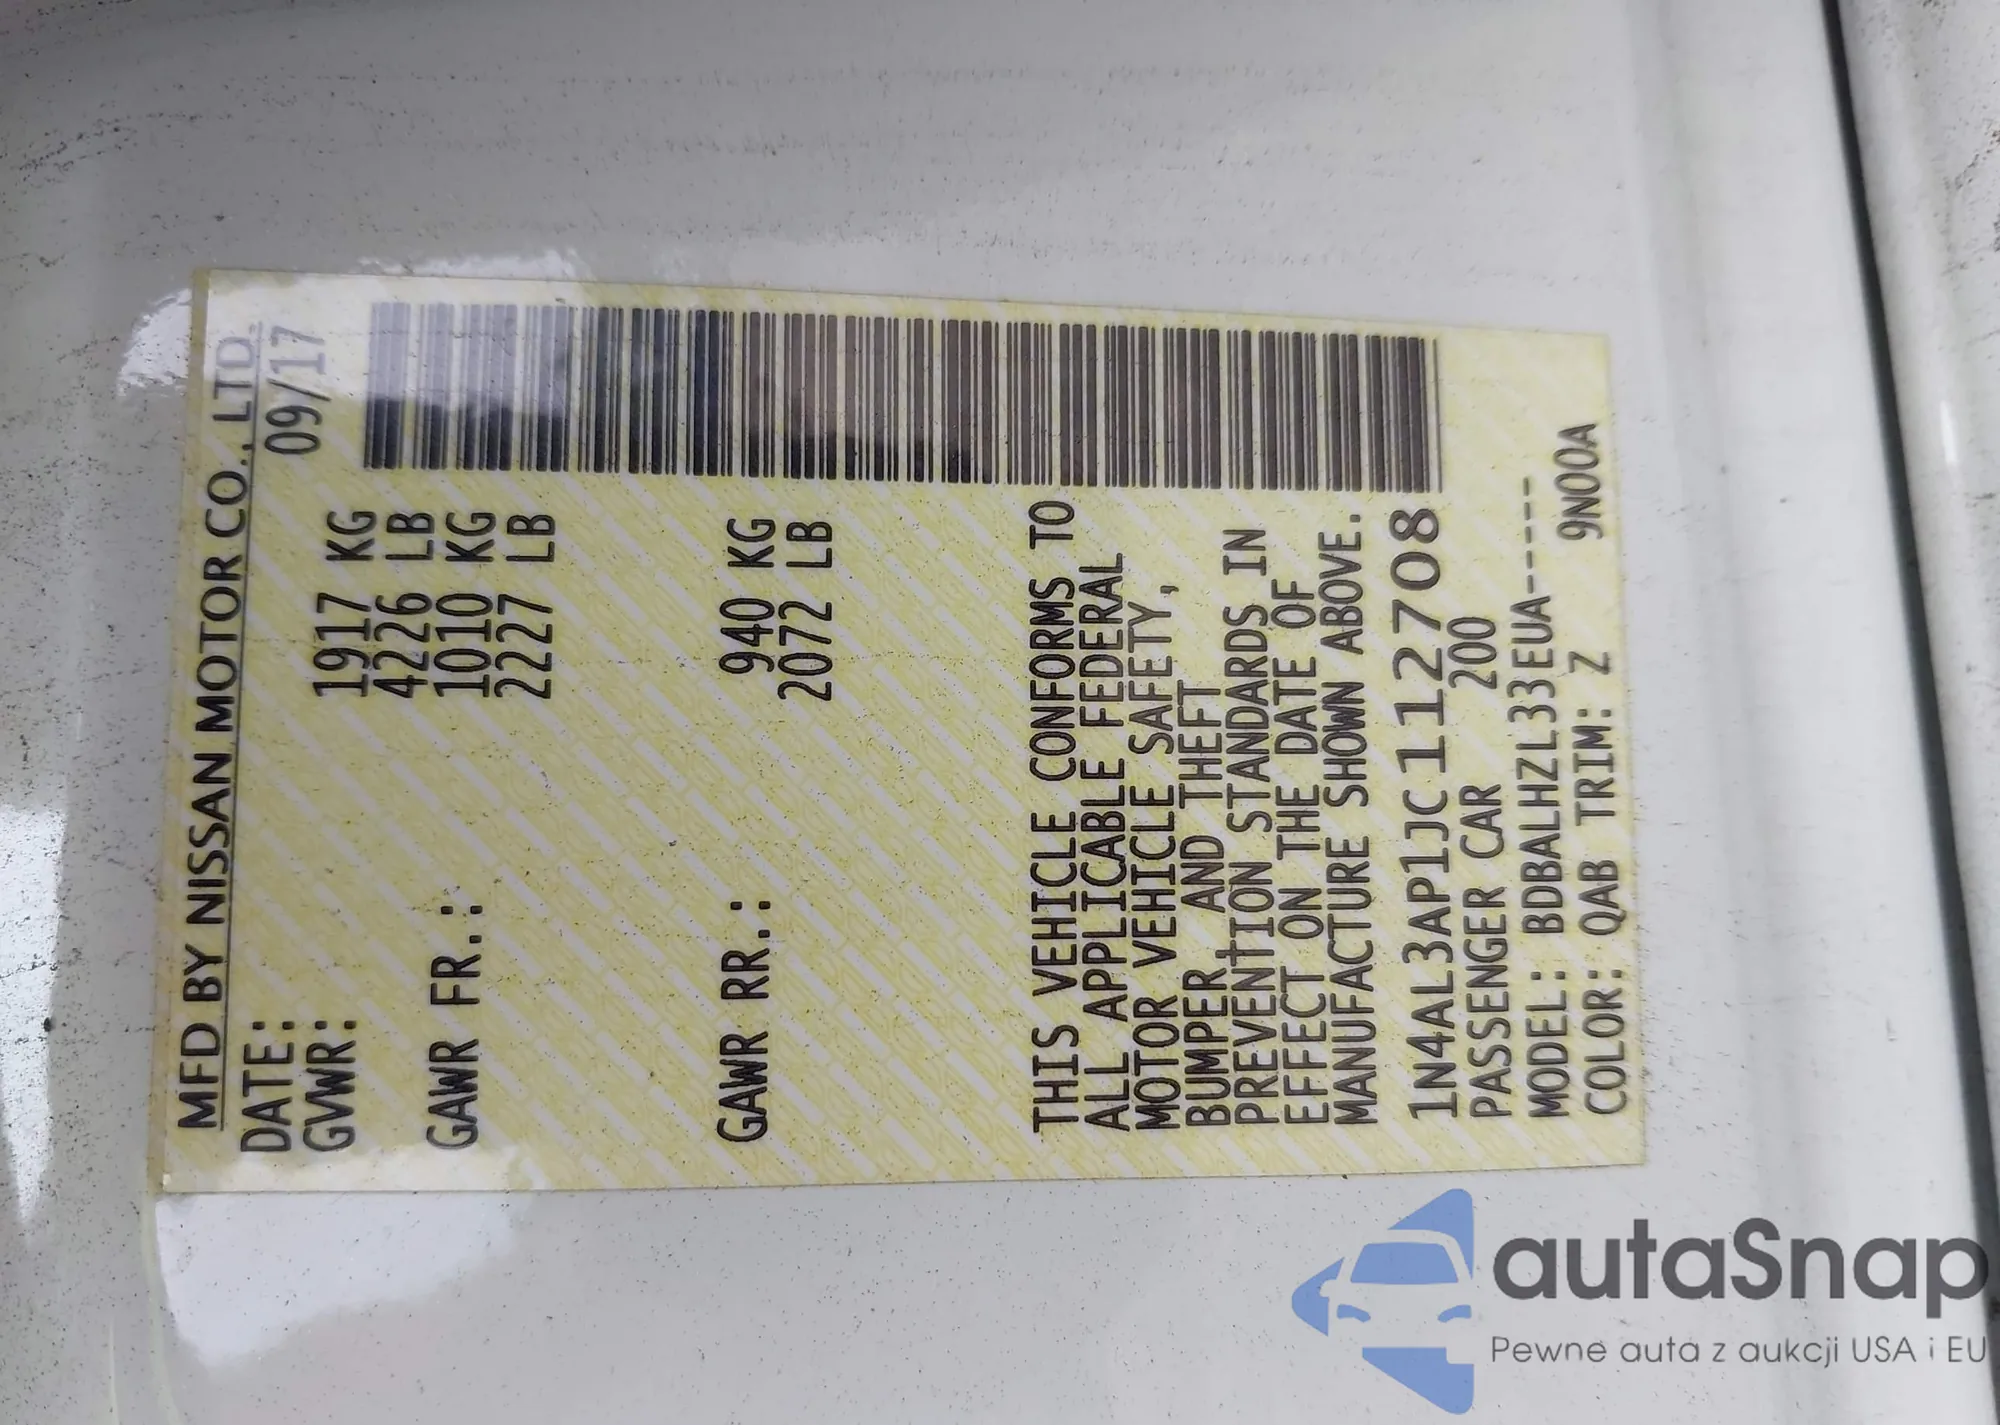 MFD BY NISSAN MOTOR CO., LTD.
DATE: 09/17
GVWR: 1917 KG
4226 LB
GAWR FR.: 1010 KG
2227 LB
GAWR RR.: 940 KG
2072 LB
THIS VEHICLE CONFORMS TO
ALL APPLICABLE FEDERAL
MOTOR VEHICLE SAFETY,
BUMPER AND THEFT
PREVENtION STANDARDS IN
EFFECT ON THE DATE OF
MANUFACTURE SHOWN ABOVE.
1N4AL3AP1JC112708
PASSENGER CAR 200
MODEL: BDBALHZL33EUA-----
COLOR: QAB TRIM: Z 9N00A
autaSnap
Pewne auta z aukcji USA i EU